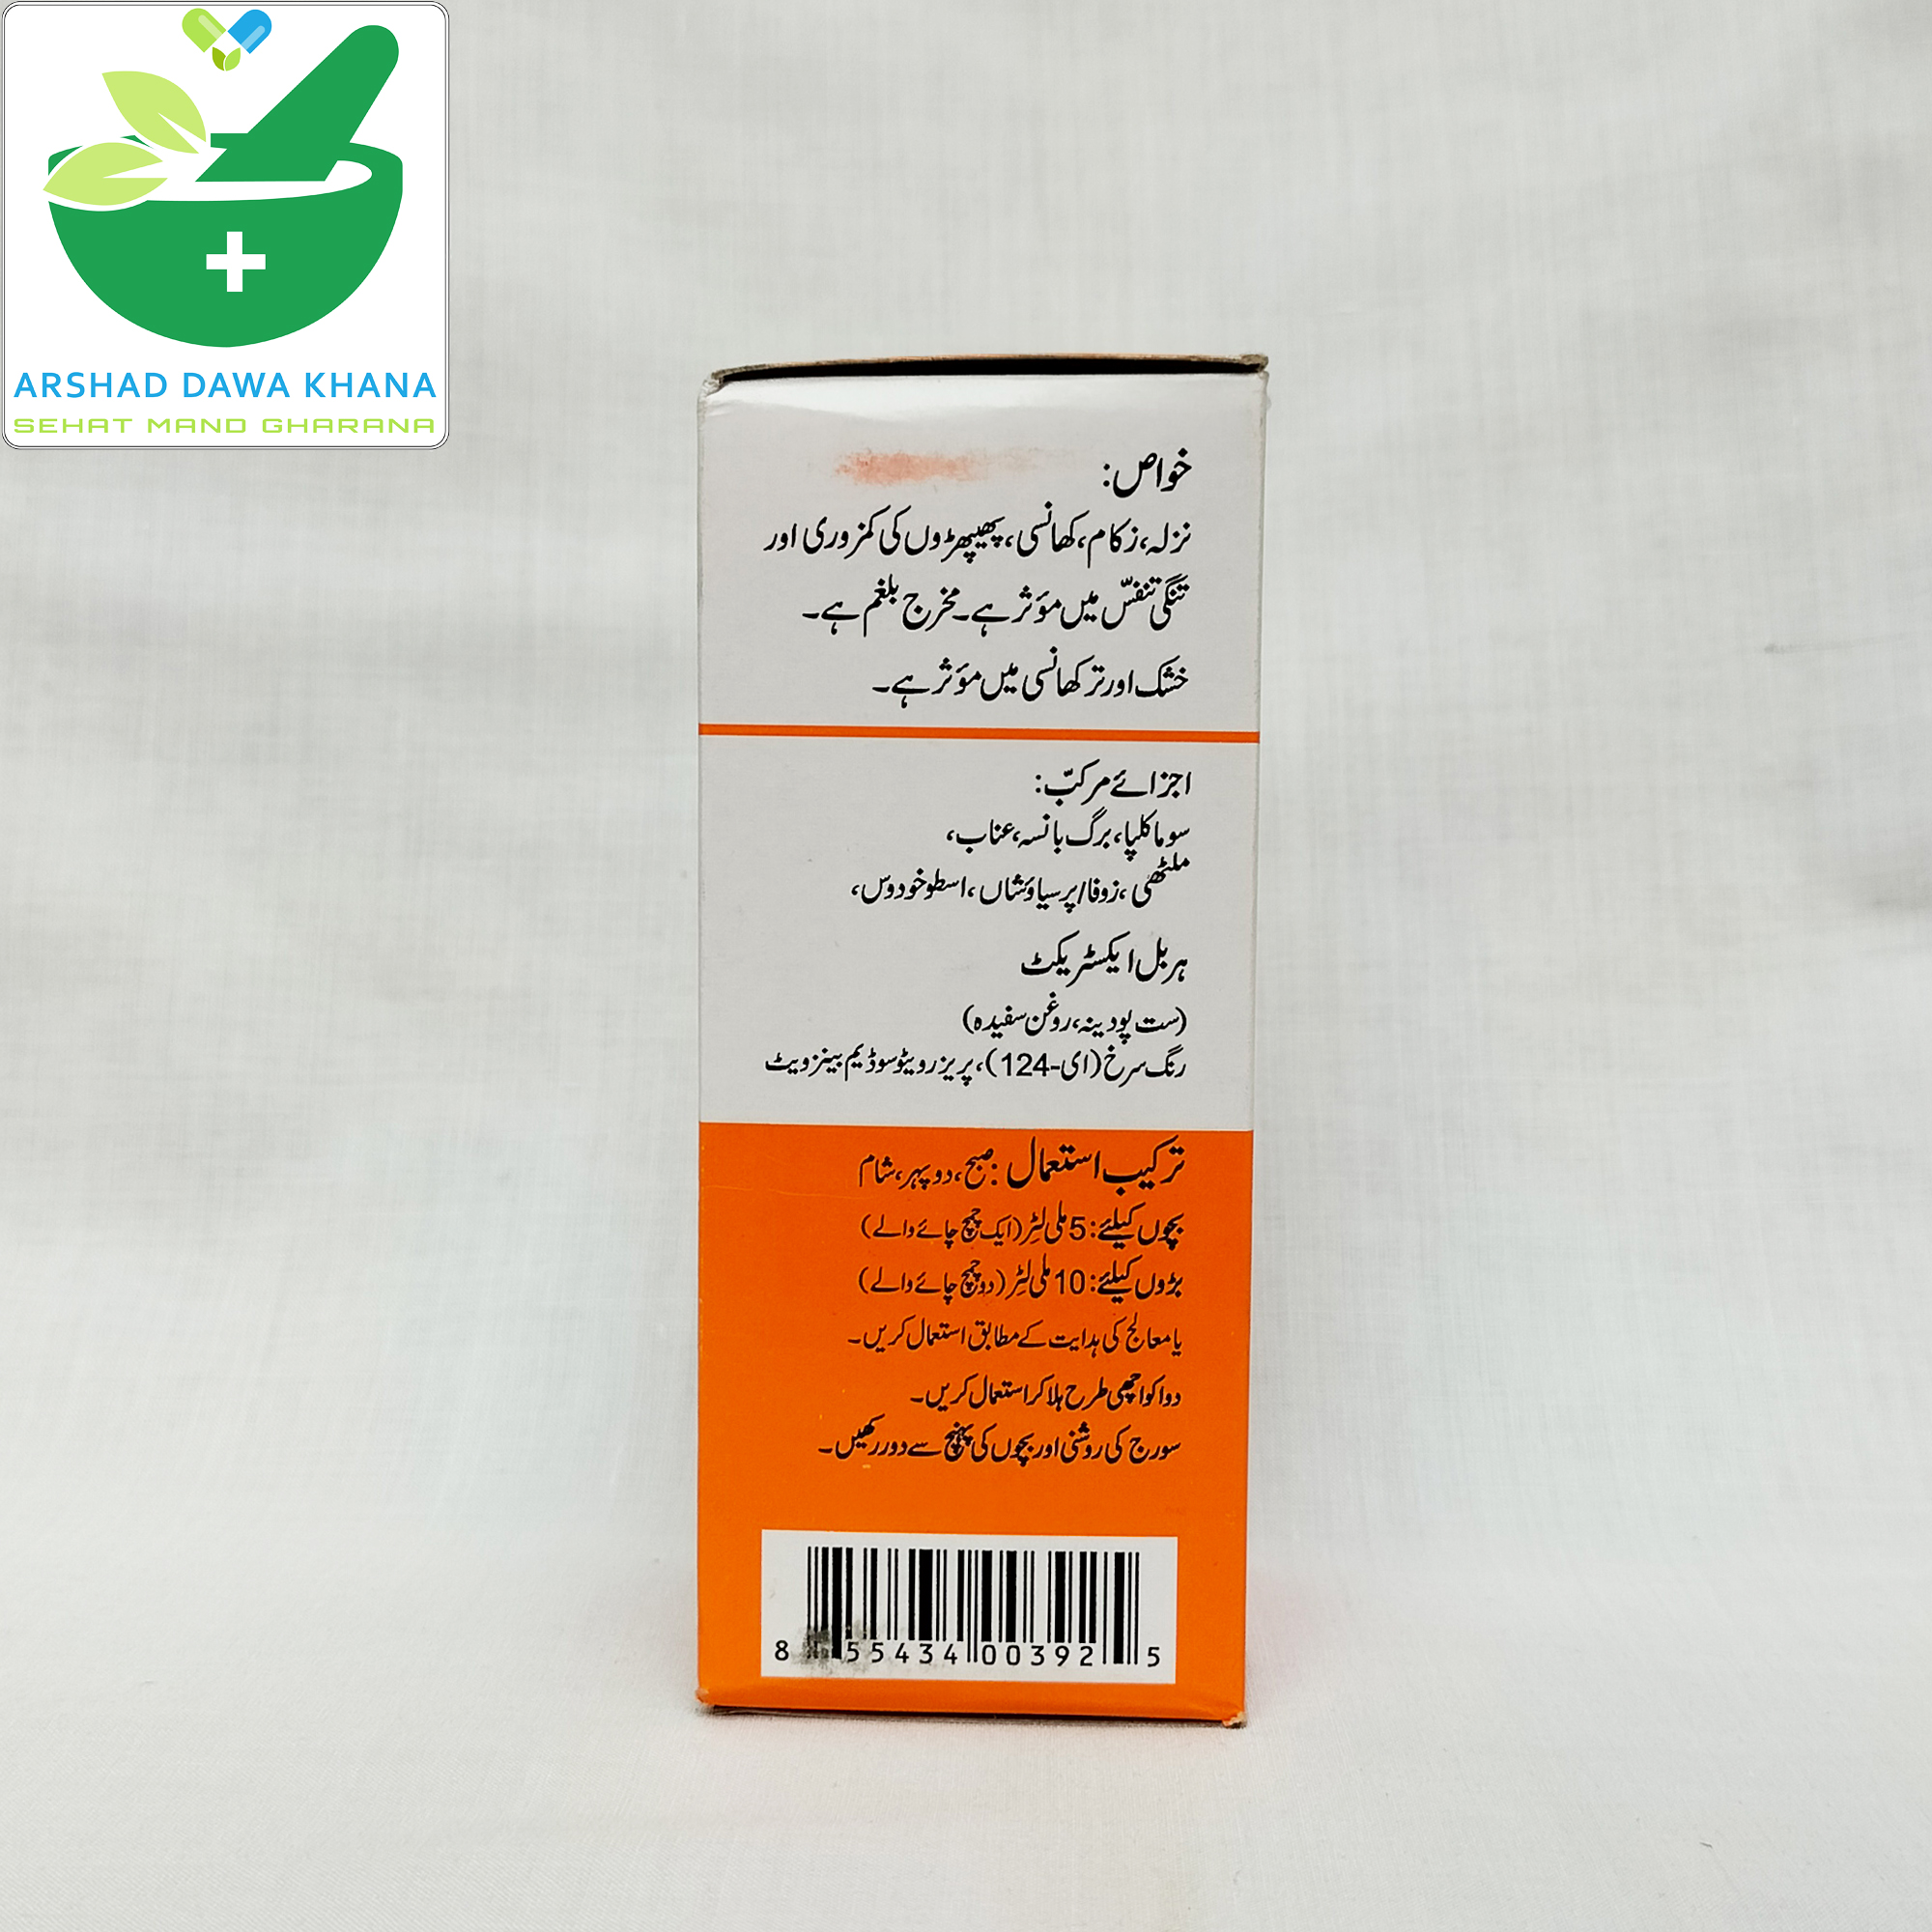 ARSHAD DAWA KHANA
SEHAT MAND GHARANA
خواص:
نزلہ، زکام، کھانسی، پھیپھڑوں کی کمزوری اور
تنگی تنفسّ میں مؤثر ہے۔ مخرج بلغم ہے۔
خشک اور تر کھانسی میں مؤثر ہے۔
اجزائے مرکبّ:
سوما کلپا، برگ بانسہ، عناب،
ملٹھی، زوفا/پرسیاؤشاں، اسطوخودوس،
ہربل ایکسٹریکٹ
(ست پودینہ، روغن سفیدہ)
رنگ سرخ (ای-124)، پریزرویٹو سوڈیم بینزویٹ
ترکیب استعمال: صبح، دوپہر، شام
بچوں کیلئے: 5 ملی لٹر (ایک چمچ چائے والے)
بڑوں کیلئے: 10 ملی لٹر (دو چمچ چائے والے)
یا معالج کی ہدایت کے مطابق استعمال کریں۔
دوا کو اچھی طرح ہلا کر استعمال کریں۔
سورج کی روشنی اور بچوں کی پہنچ سے دور رکھیں۔
8 55434 00392 5